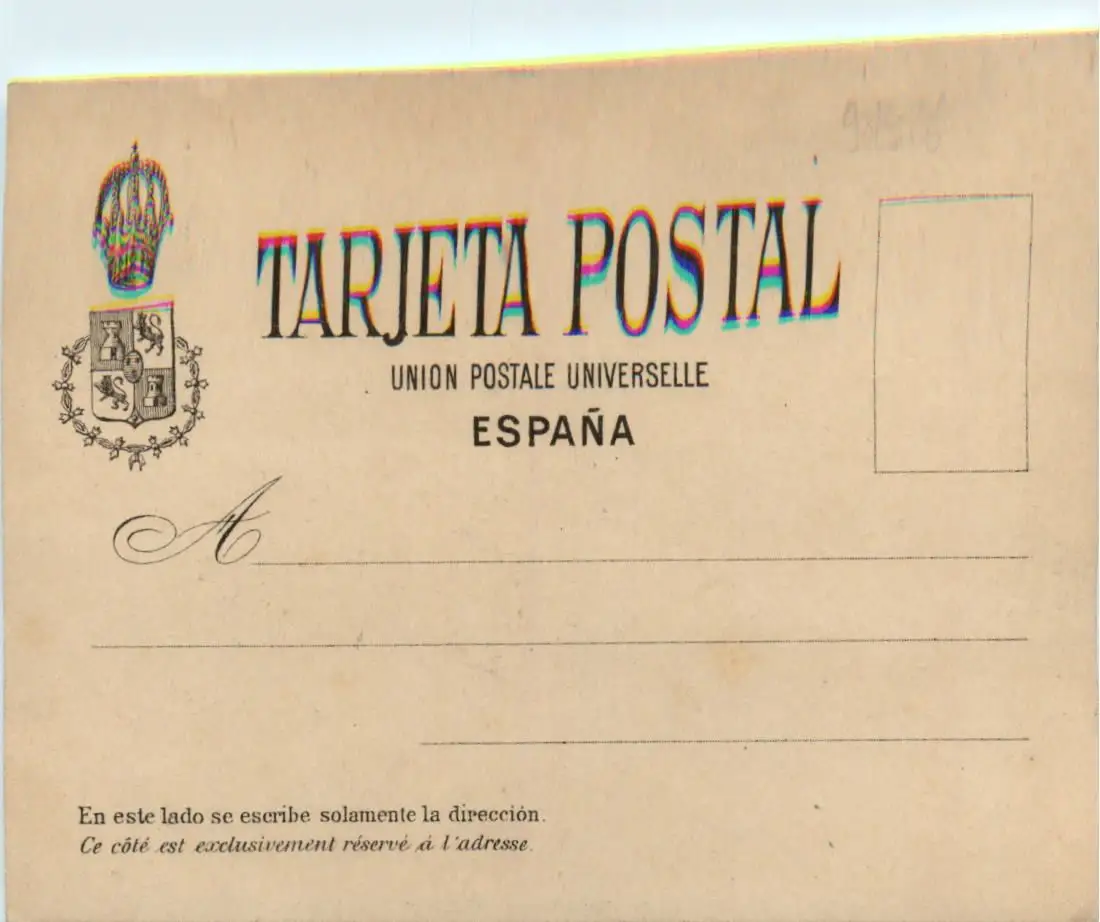 TARJETA POSTAL
UNION POSTALE UNIVERSELLE
ESPAÑA
A
En este lado se escribe solamente la dirección.
Ce côté est exclusivement réservé á l'adresse.